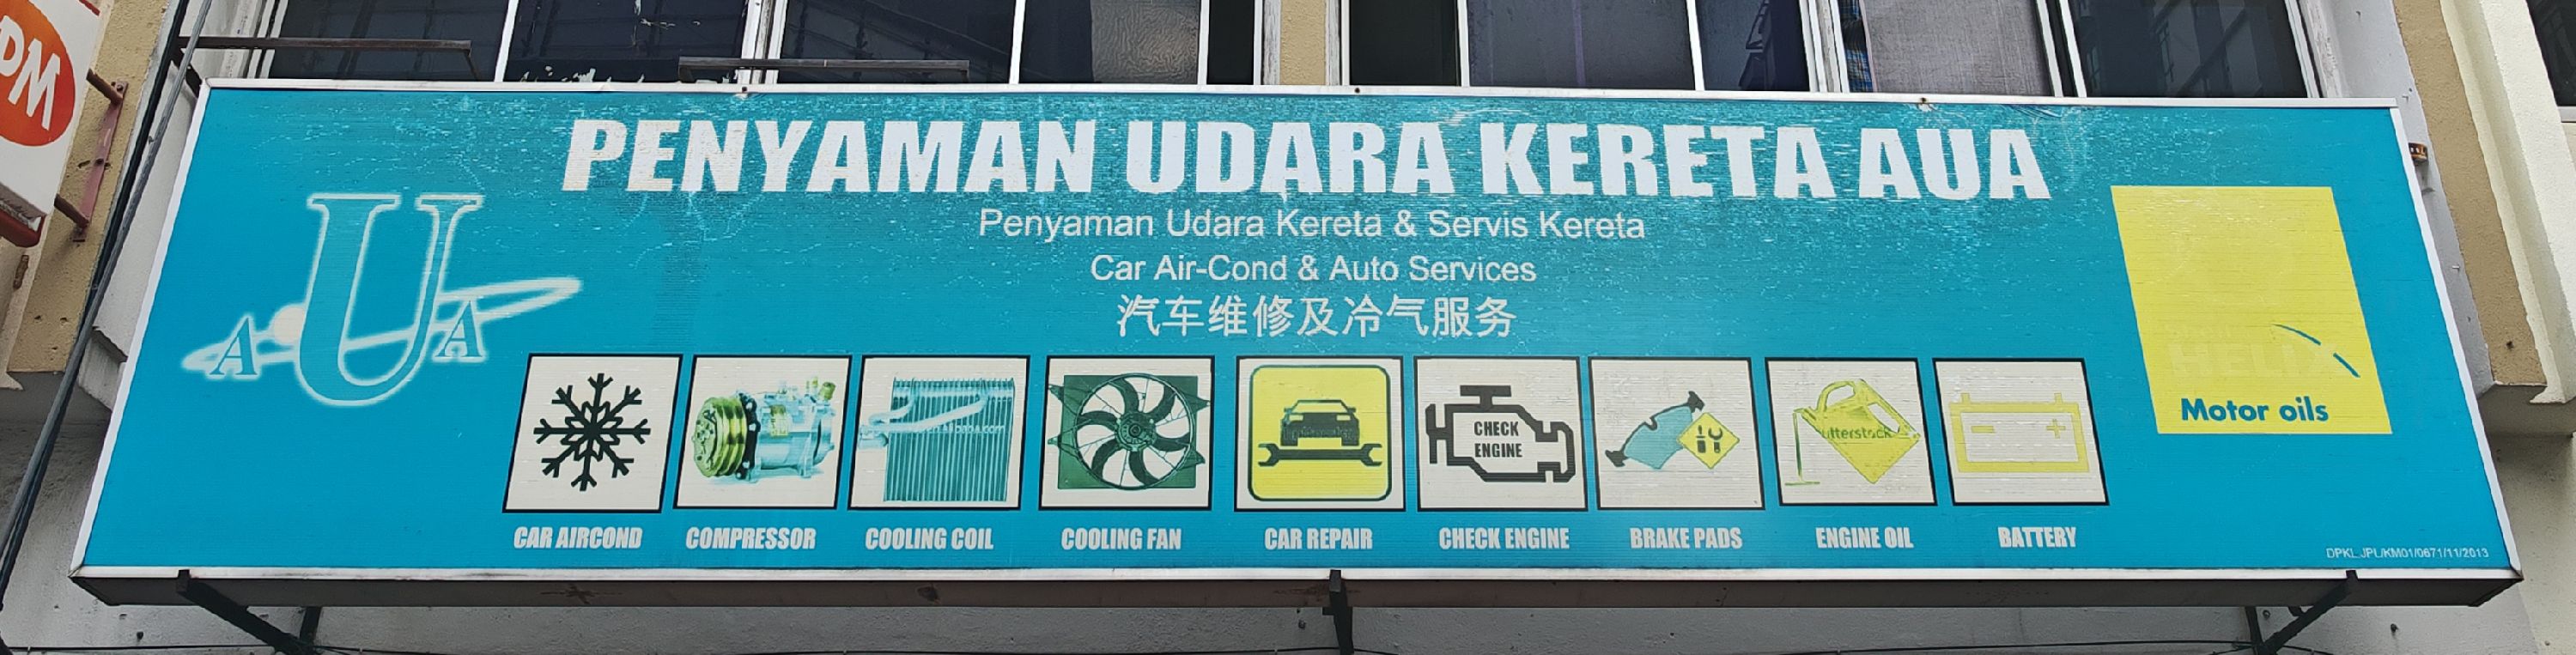 DM
PENYAMAN UDARA KERETA AUA
Penyaman Udara Kereta & Servis Kereta
Car Air-Cond & Auto Services
汽车维修及冷气服务
A U A
HELIX
Motor oils
CHECK
ENGINE
CAR AIRCOND COMPRESSOR COOLING COIL COOLING FAN CAR REPAIR CHECK ENGINE BRAKE PADS ENGINE OIL BATTERY
DPKL.JPL/KM01/0671/11/2013